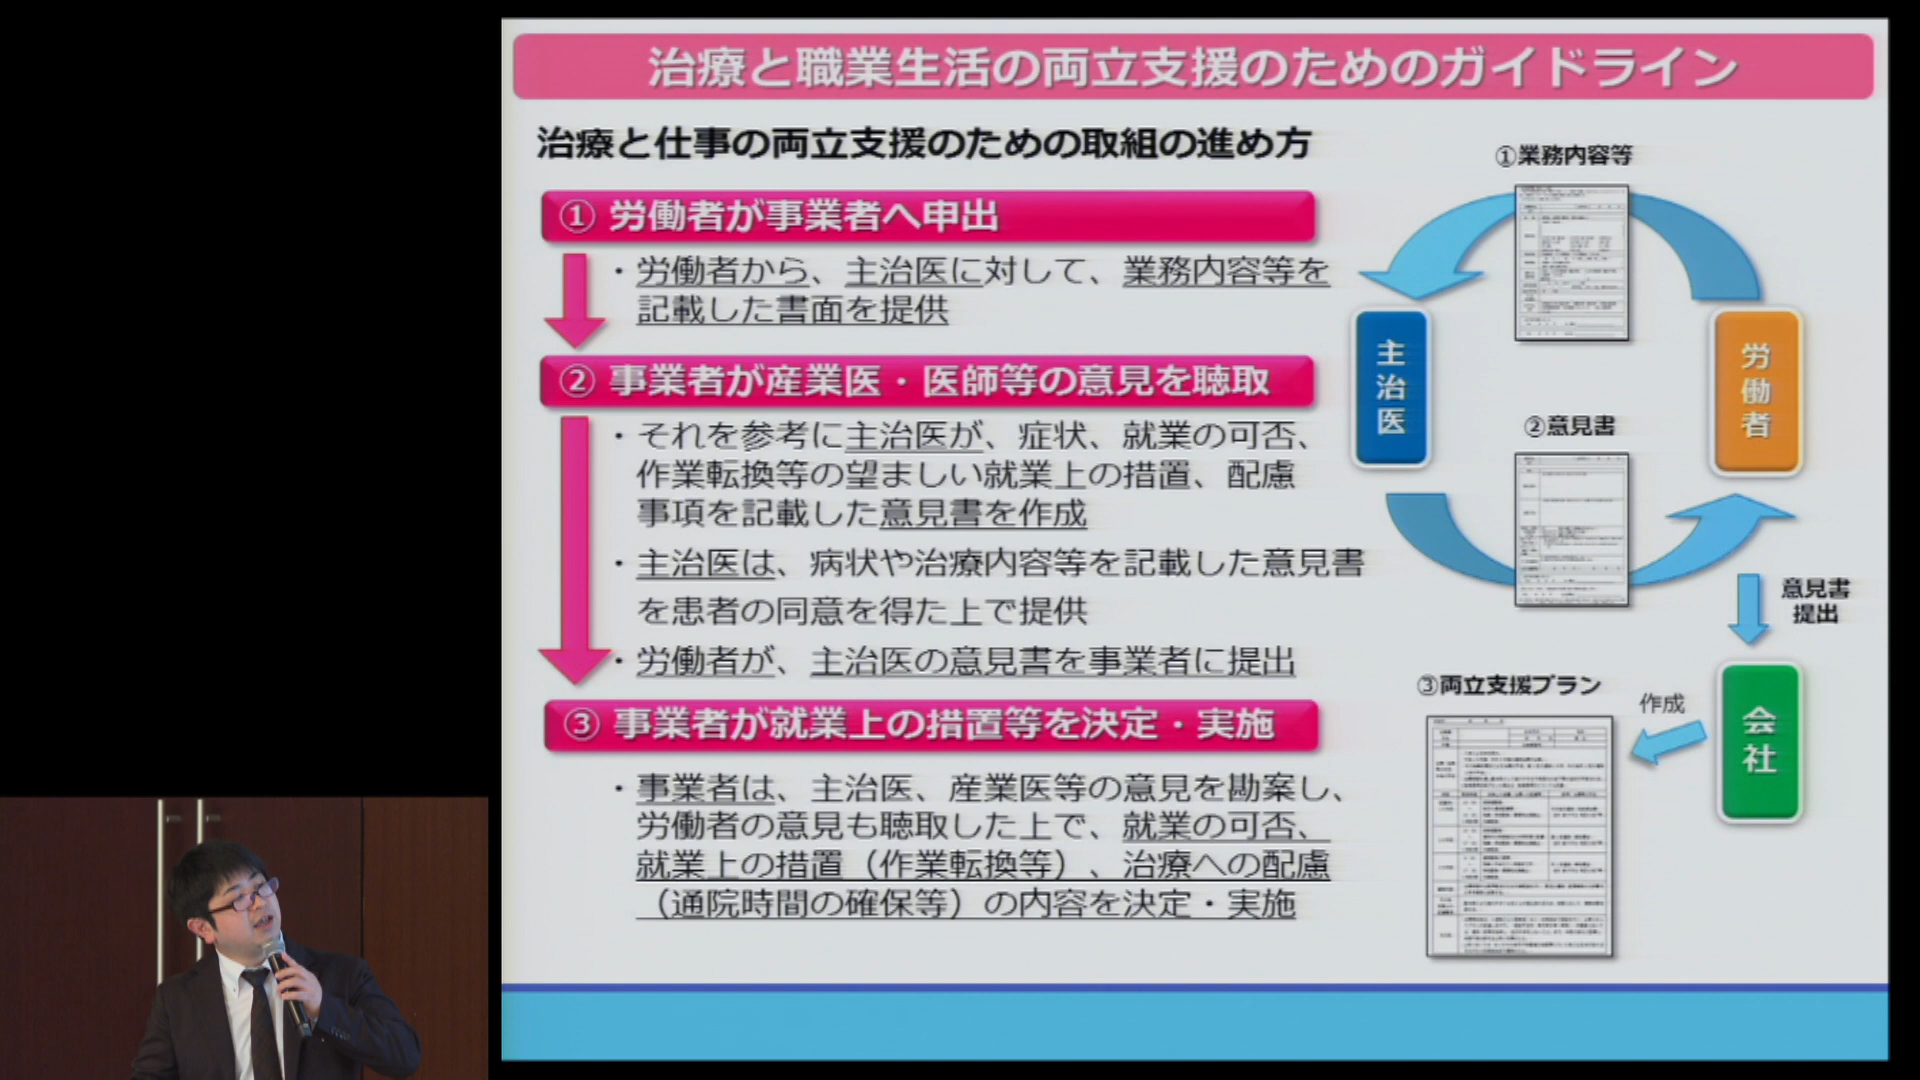 治療と職業生活の両立支援のためのガイドライン
治療と仕事の両立支援のための取組の進め方
① 労働者が事業者へ申出
・労働者から、主治医に対して、業務内容等を
記載した書面を提供
② 事業者が産業医・医師等の意見を聴取
・それを参考に主治医が、症状、就業の可否、
作業転換等の望ましい就業上の措置、配慮
事項を記載した意見書を作成
・主治医は、病状や治療内容等を記載した意見書
を患者の同意を得た上で提供
・労働者が、主治医の意見書を事業者に提出
③ 事業者が就業上の措置等を決定・実施
・事業者は、主治医、産業医等の意見を勘案し、
労働者の意見も聴取した上で、就業の可否、
就業上の措置（作業転換等）、治療への配慮
（通院時間の確保等）の内容を決定・実施
①業務内容等
主治医
労働者
②意見書
意見書
提出
③両立支援プラン
作成
会社